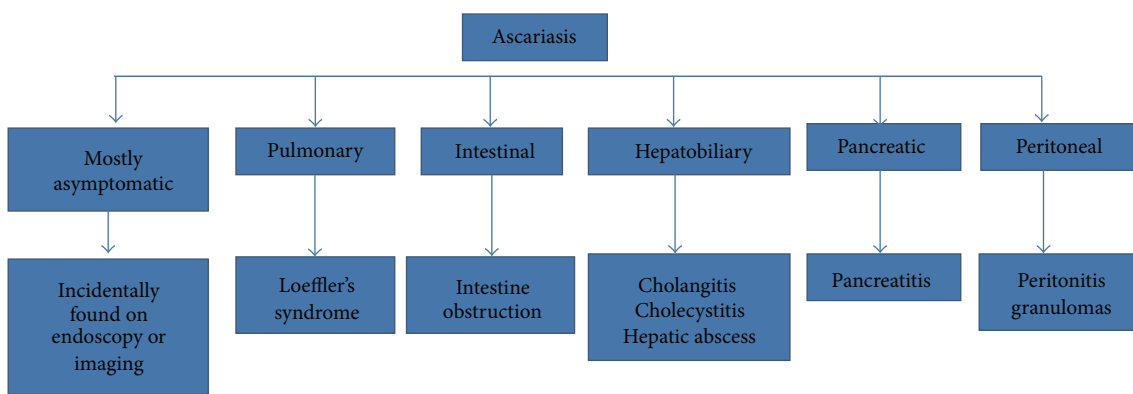 Ascariasis
Mostly
asymptomatic
Pulmonary
Intestinal
Hepatobiliary
Pancreatic
Peritoneal
Incidentally
found on
endoscopy or
imaging
Loeffler's
syndrome
Intestine
obstruction
Cholangitis
Cholecystitis
Hepatic abscess
Pancreatitis
Peritonitis
granulomas